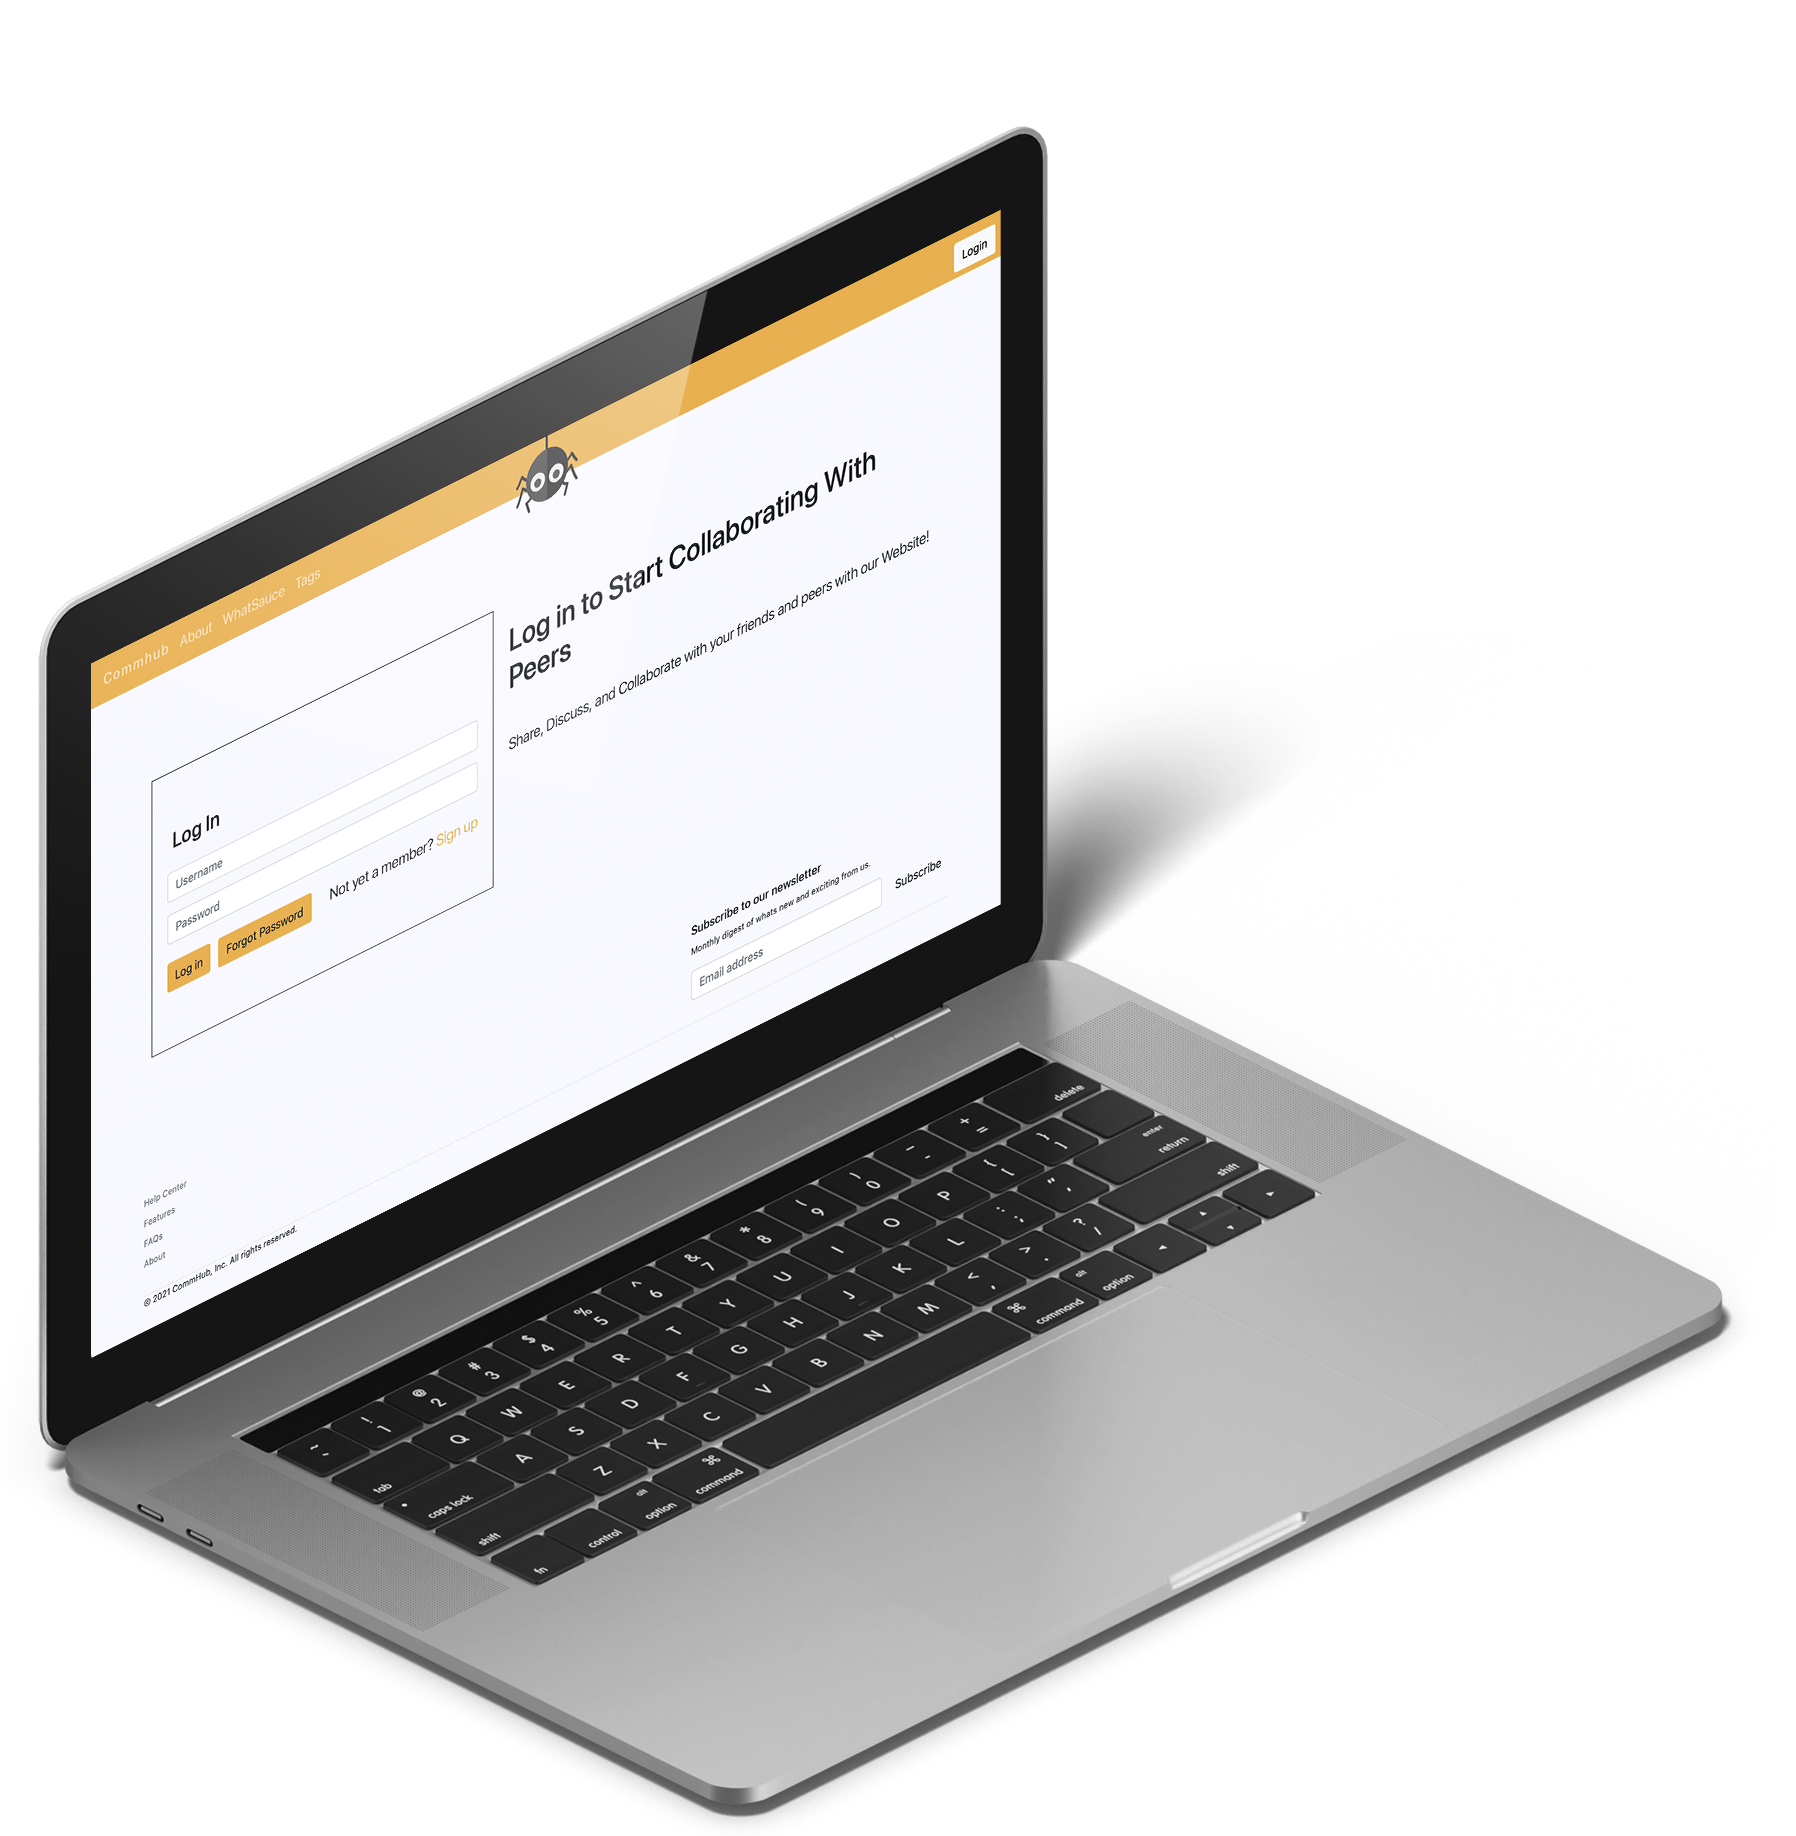 Commhub About WhatSauce Tags
Login
Log in to Start Collaborating With
Peers
Share, Discuss, and Collaborate with your friends and peers with our Website!
Log In
Username
Password
Log in Forgot Password Not yet a member? Sign up
Subscribe to our newsletter
Monthly digest of whats new and exciting from us.
Email address
Subscribe
Help Center
Features
FAQs
About
© 2021 CommHub, Inc. All rights reserved.
~ ! 1 @ 2 # 3 $ 4 % 5 ^ 6 & 7 * 8 ( 9 ) 0 _ - + = delete
tab Q W E R T Y U I O P { [ } ]
caps lock A S D F G H J K L : ; " ' enter return
shift Z X C V B N M < , > . ? / shift
fn control alt option ⌘ command ⌘ command alt option